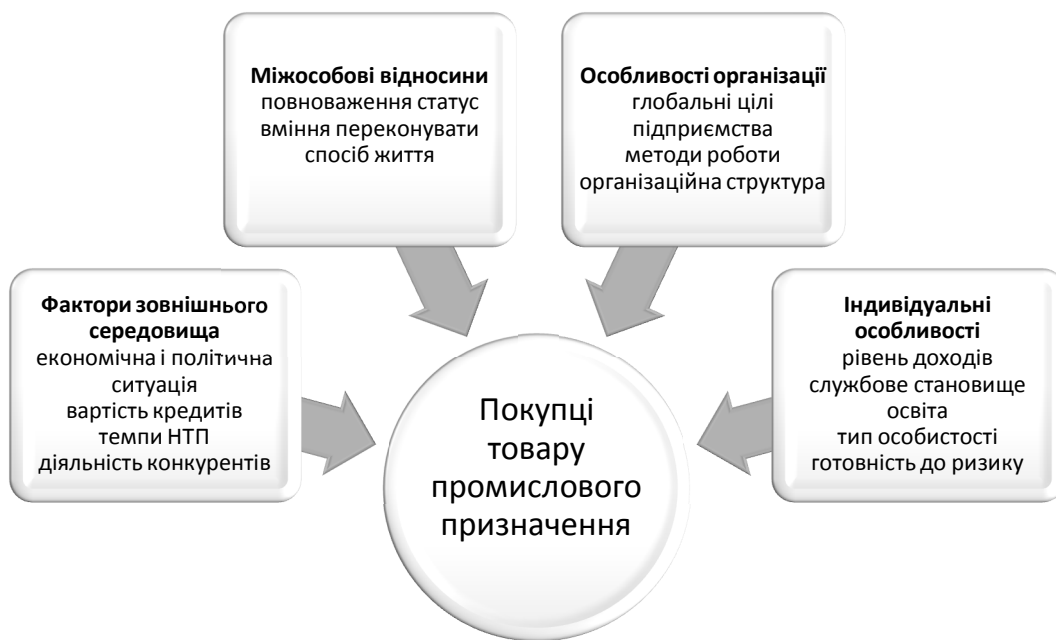 Міжособові відносини
повноваження статус
вміння переконувати
спосіб життя
Особливості організації
глобальні цілі
підприємства
методи роботи
організаційна структура
Фактори зовнішнього
середовища
економічна і політична
ситуація
вартість кредитів
темпи НТП
діяльність конкурентів
Індивідуальні
особливості
рівень доходів
службове становище
освіта
тип особистості
готовність до ризику
Покупці
товару
промислового
призначення